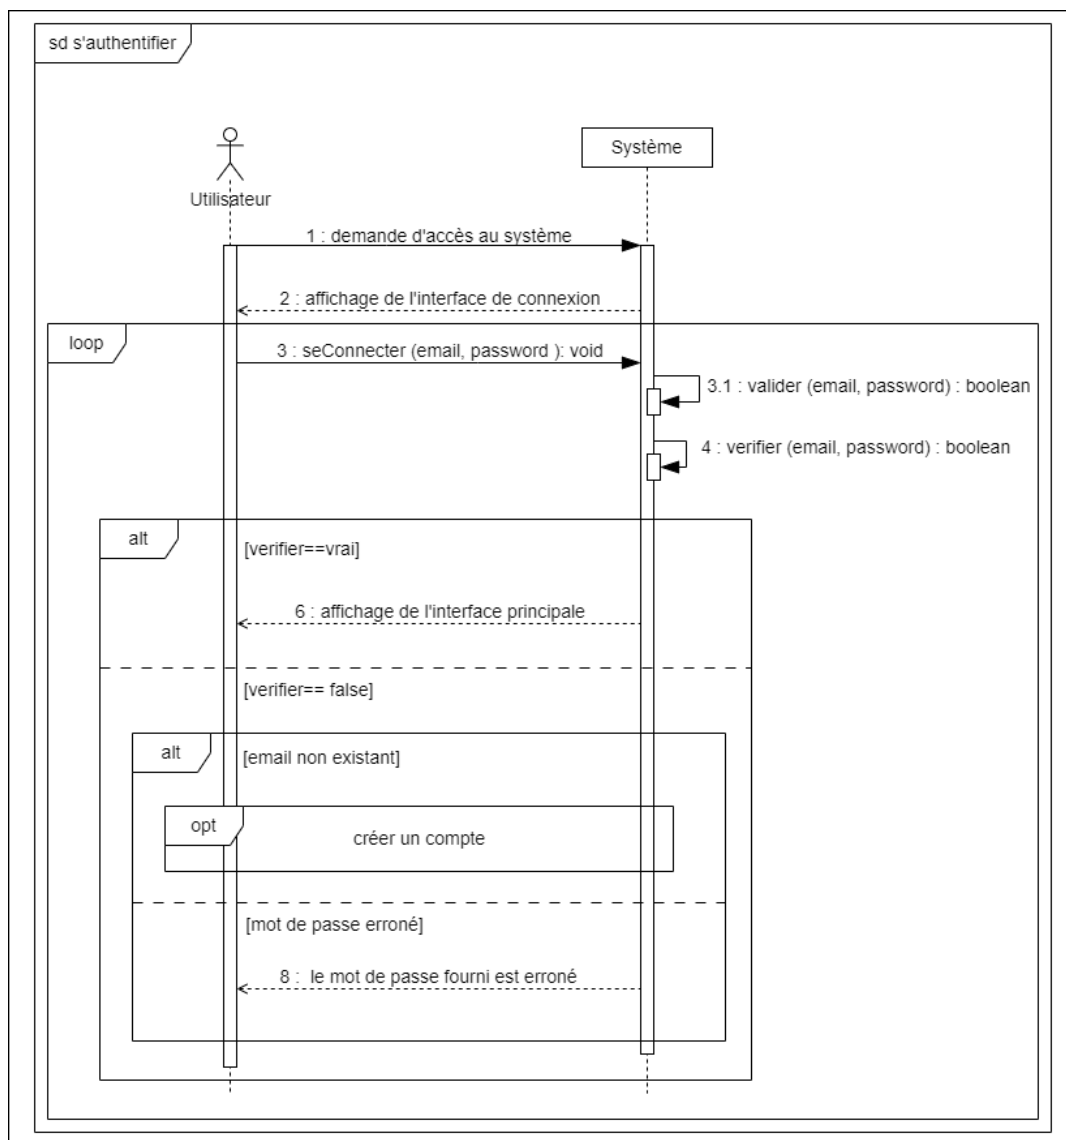 sd s'authentifier
Système
Utilisateur
1 : demande d'accès au système
2 : affichage de l'interface de connexion
loop
3 : seConnecter (email, password ): void
3.1 : valider (email, password) : boolean
4 : verifier (email, password) : boolean
alt
[verifier==vrai]
6 : affichage de l'interface principale
[verifier== false]
alt
[email non existant]
opt
créer un compte
[mot de passe erroné]
8 : le mot de passe fourni est erroné